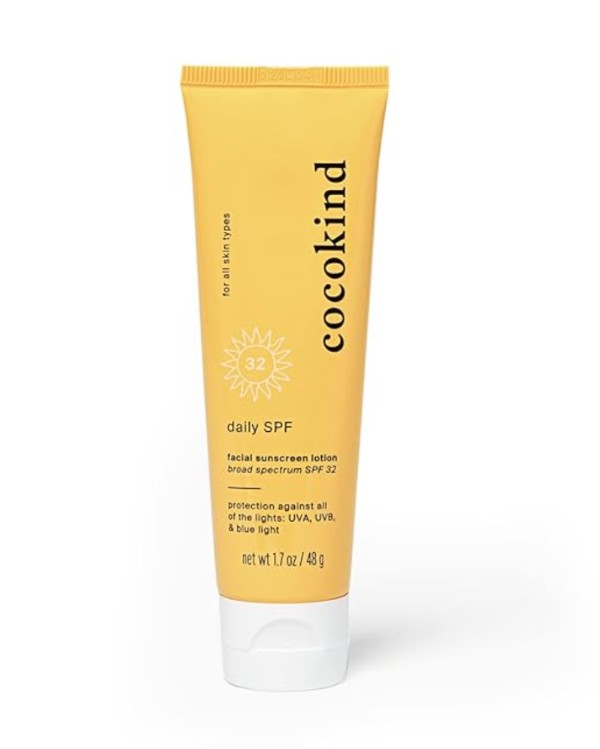 cocokind
for all skin types
32
daily SPF
facial sunscreen lotion
broad spectrum SPF 32
protection against all
of the lights: UVA, UVB,
& blue light
net wt 1.7 oz / 48 g